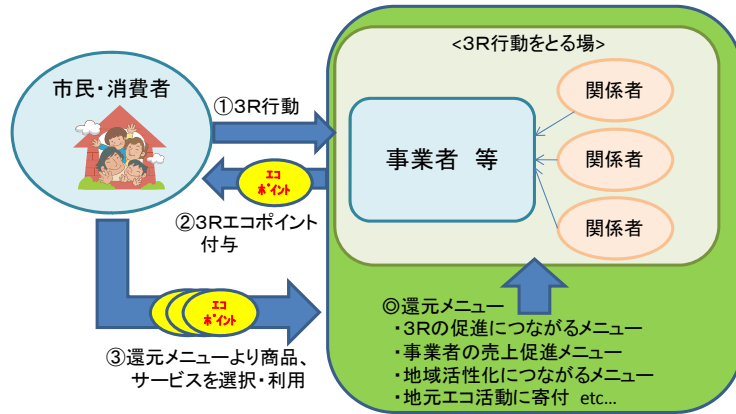 <3R行動をとる場>
市民・消費者
①3R行動
関係者
関係者
関係者
事業者 等
エコ
ポイント
②3Rエコポイント
付与
エコ
ポイント
③還元メニューより商品、
サービスを選択・利用
◎還元メニュー
・3Rの促進につながるメニュー
・事業者の売上促進メニュー
・地域活性化につながるメニュー
・地元エコ活動に寄付 etc...